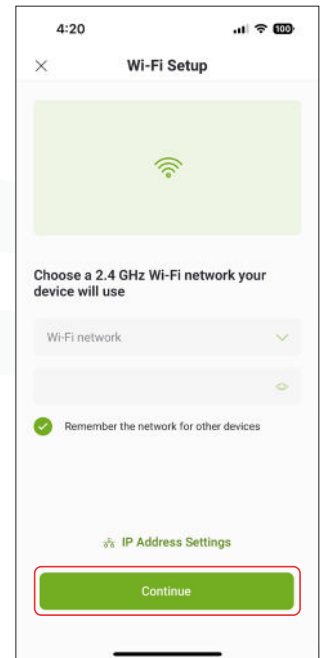 4:20
100
Wi-Fi Setup
Choose a 2.4 GHz Wi-Fi network your
device will use
Wi-Fi network
Remember the network for other devices
IP Address Settings
Continue